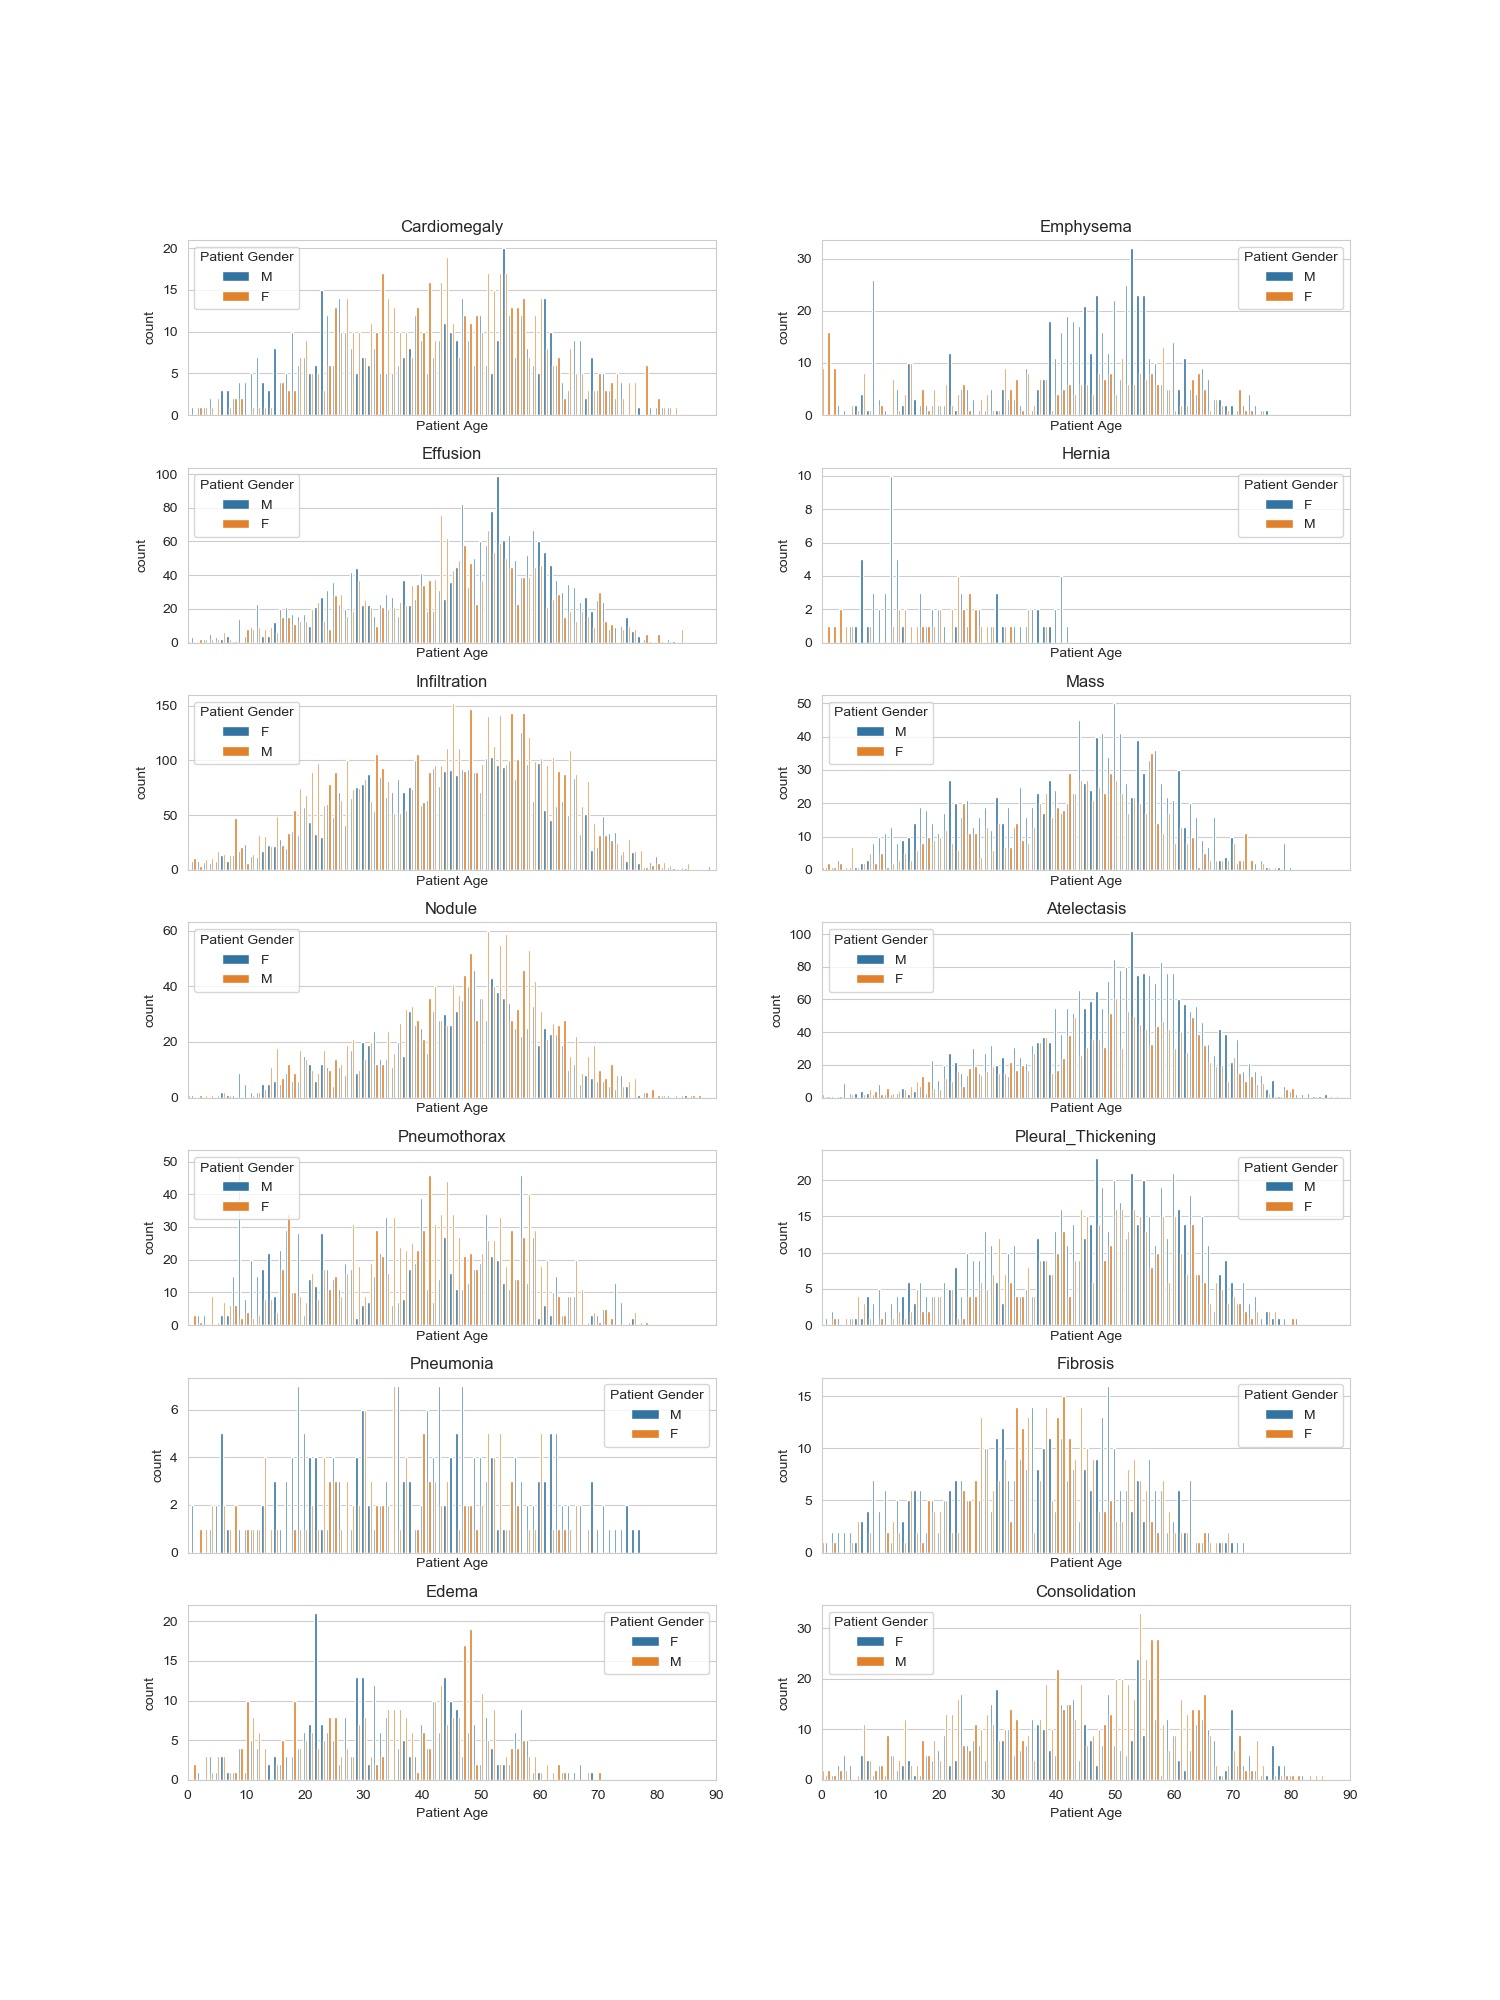 Cardiomegaly
20
15
10
5
0
count
Patient Gender
M
F
Patient Age
Emphysema
30
20
10
0
count
Patient Gender
M
F
Patient Age
Effusion
100
80
60
40
20
0
count
Patient Gender
M
F
Patient Age
Hernia
10
8
6
4
2
0
count
Patient Gender
F
M
Patient Age
Infiltration
150
100
50
0
count
Patient Gender
F
M
Patient Age
Mass
50
40
30
20
10
0
count
Patient Gender
M
F
Patient Age
Nodule
60
40
20
0
count
Patient Gender
F
M
Patient Age
Atelectasis
100
80
60
40
20
0
count
Patient Gender
M
F
Patient Age
Pneumothorax
50
40
30
20
10
0
count
Patient Gender
M
F
Patient Age
Pleural_Thickening
20
15
10
5
0
count
Patient Gender
M
F
Patient Age
Pneumonia
6
4
2
0
count
Patient Gender
M
F
Patient Age
Fibrosis
15
10
5
0
count
Patient Gender
M
F
Patient Age
Edema
20
15
10
5
0
count
Patient Gender
F
M
0 10 20 30 40 50 60 70 80 90
Patient Age
Consolidation
30
20
10
0
count
Patient Gender
F
M
0 10 20 30 40 50 60 70 80 90
Patient Age